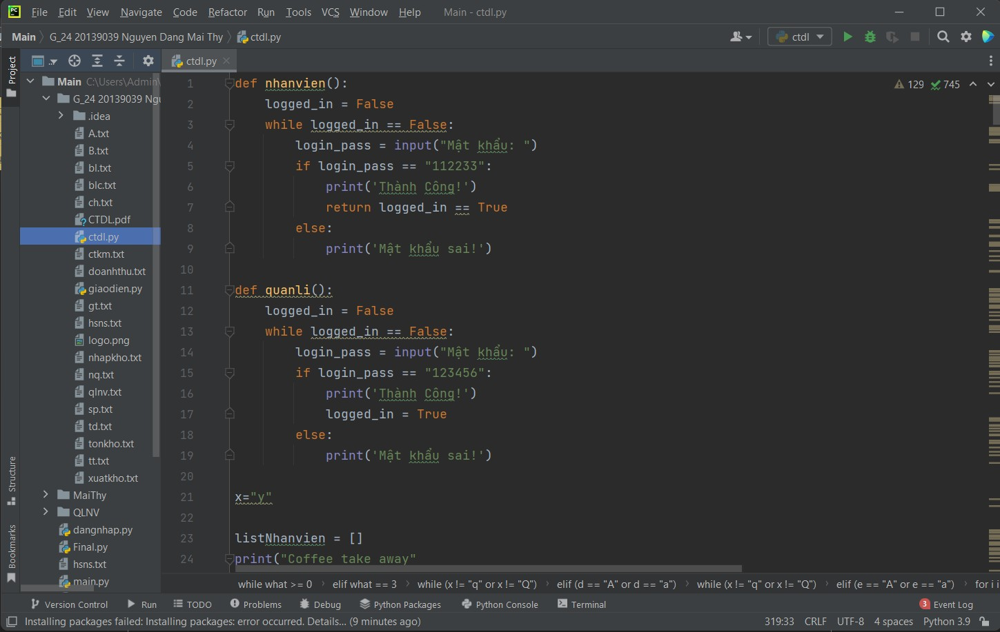 PC File Edit View Navigate Code Refactor Run Tools VCS Window Help Main - ctdl.py
Main G_24 20139039 Nguyen Dang Mai Thy ctdl.py ctdl
Project
ctdl.py
Main C:\Users\Admin\
G_24 20139039 Ngu
.idea
A.txt
B.txt
bl.txt
blc.txt
ch.txt
CTDL.pdf
ctdl.py
ctkm.txt
doanhthu.txt
giaodien.py
gt.txt
hsns.txt
logo.png
nhapkho.txt
nq.txt
qlnv.txt
sp.txt
td.txt
tonkho.txt
tt.txt
xuatkho.txt
MaiThy
QLNV
dangnhap.py
Final.py
hsns.txt
main.py
Structure
Bookmarks
129 745
1 def nhanvien():
2 logged_in = False
3 while logged_in == False:
4 login_pass = input("Mật khẩu: ")
5 if login_pass == "112233":
6 print('Thành Công!')
7 return logged_in == True
8 else:
9 print('Mật khẩu sai!')
10
11 def quanli():
12 logged_in = False
13 while logged_in == False:
14 login_pass = input("Mật khẩu: ")
15 if login_pass == "123456":
16 print('Thành Công!')
17 logged_in = True
18 else:
19 print('Mật khẩu sai!')
20
21 x="y"
22
23 listNhanvien = []
24 print("Coffee take away"
while what >= 0 elif what == 3 while (x != "q" or x != "Q") elif (d == "A" or d == "a") while (x != "q" or x != "Q") elif (e == "A" or e == "a") for i i
Version Control Run TODO Problems Debug Python Packages Python Console Terminal 3 Event Log
Installing packages failed: Installing packages: error occurred. Details... (9 minutes ago) 319:33 CRLF UTF-8 4 spaces Python 3.9